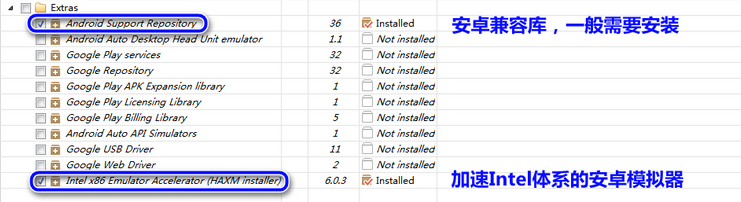 Extras
Android Support Repository 36 Installed 安卓兼容库，一般需要安装
Android Auto Desktop Head Unit emulator 1.1 Not installed
Google Play services 32 Not installed
Google Repository 32 Not installed
Google Play APK Expansion library 1 Not installed
Google Play Licensing Library 1 Not installed
Google Play Billing Library 5 Not installed
Android Auto API Simulators 1 Not installed
Google USB Driver 11 Not installed
Google Web Driver 2 Not installed
Intel x86 Emulator Accelerator (HAXM installer) 6.0.3 Installed 加速Intel体系的安卓模拟器